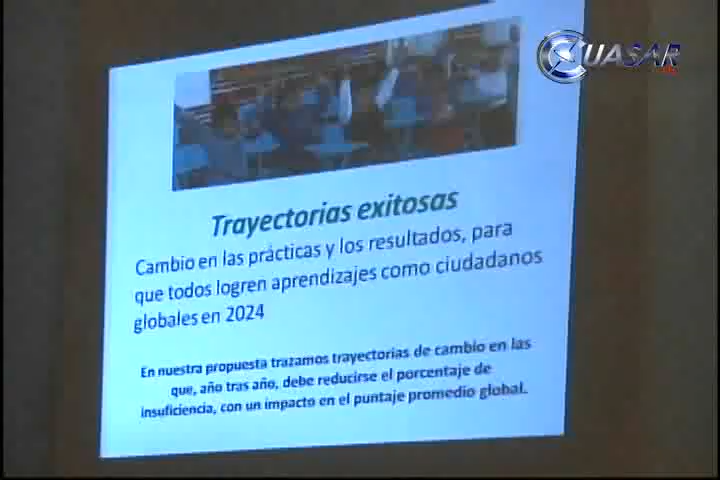 CUASAR
Trayectorias exitosas
Cambio en las prácticas y los resultados, para
que todos logren aprendizajes como ciudadanos
globales en 2024
En nuestra propuesta trazamos trayectorias de cambio en las
que, año tras año, debe reducirse el porcentaje de
insuficiencia, con un impacto en el puntaje promedio global.